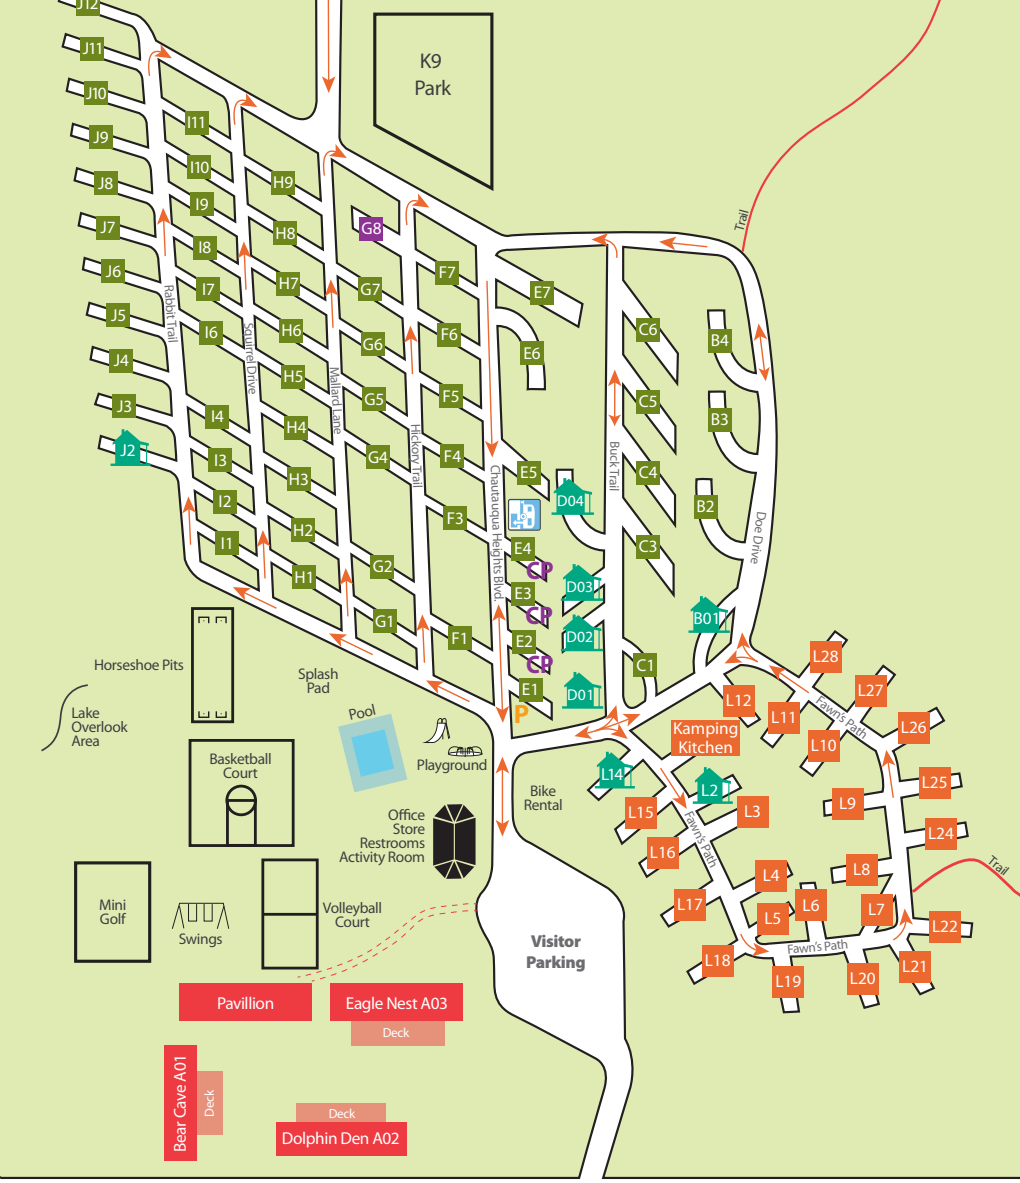 J12
J11
J10
J9
J8
J7
J6
J5
J4
J3
J2
I11
I10
I9
I8
I7
I6
I4
I3
I2
I1
H9
H8
H7
H6
H5
H4
H3
H2
H1
G8
G7
G6
G5
G4
G2
G1
F7
F6
F5
F4
F3
F1
E7
E6
E5
E4
CP
E3
CP
E2
CP
E1
P
D04
D03
D02
D01
C6
C5
C4
C3
C1
B4
B3
B2
B01
K9
Park
Trail
Rabbit Trail
Squirrel Drive
Mallard Lane
Hickory Trail
Chautauqua Heights Blvd.
Buck Trail
Doe Drive
Horseshoe Pits
Lake
Overlook
Area
Splash
Pad
Pool
Playground
Basketball
Court
Bike
Rental
Office
Store
Restrooms
Activity Room
Mini
Golf
Swings
Volleyball
Court
Visitor
Parking
Pavillion
Eagle Nest A03
Deck
Bear Cave A01
Deck
Deck
Dolphin Den A02
Kamping
Kitchen
L28
L27
L26
L25
L24
L22
L21
L20
L19
L18
L17
L16
L15
L14
L12
L11
L10
L9
L8
L7
L6
L5
L4
L3
L2
Fawn's Path
Fawn's Path
Fawn's Path
Trail